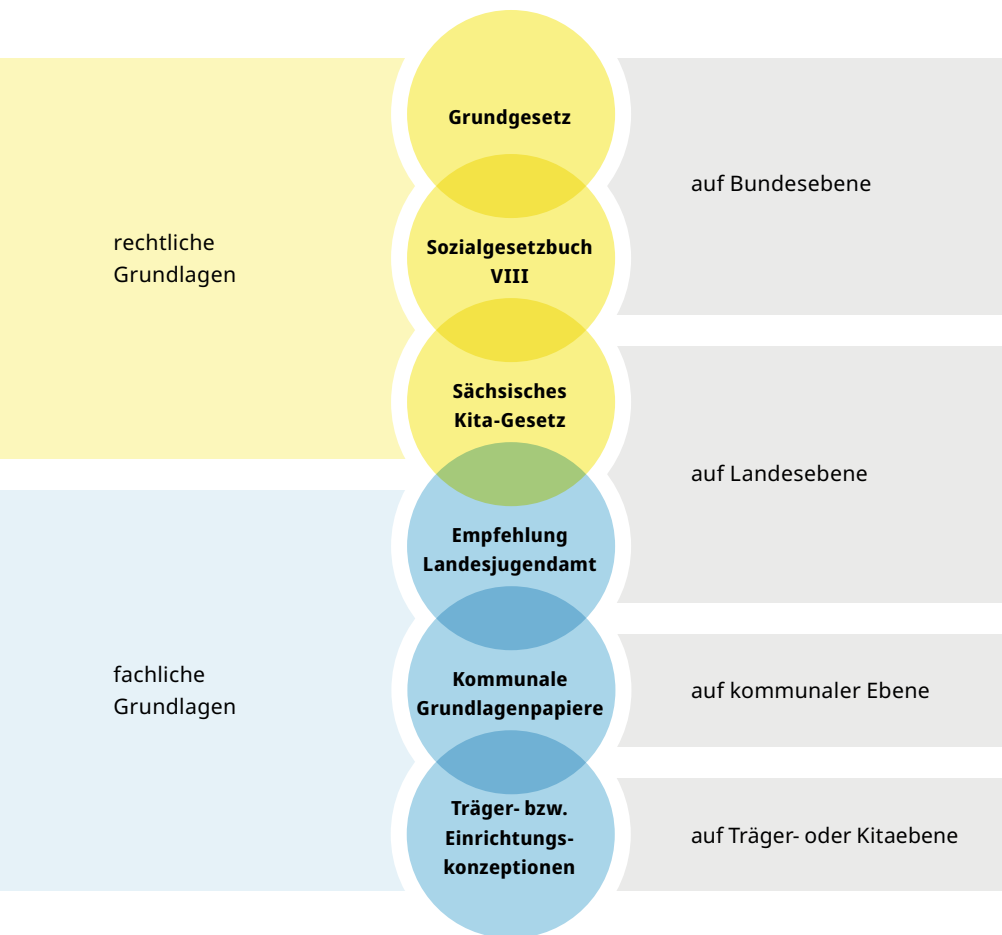 Grundgesetz
auf Bundesebene
rechtliche
Grundlagen
Sozialgesetzbuch
VIII
Sächsisches
Kita-Gesetz
auf Landesebene
Empfehlung
Landesjugendamt
fachliche
Grundlagen
Kommunale
Grundlagenpapiere
auf kommunaler Ebene
Träger- bzw.
Einrichtungs-
konzeptionen
auf Träger- oder Kitaebene